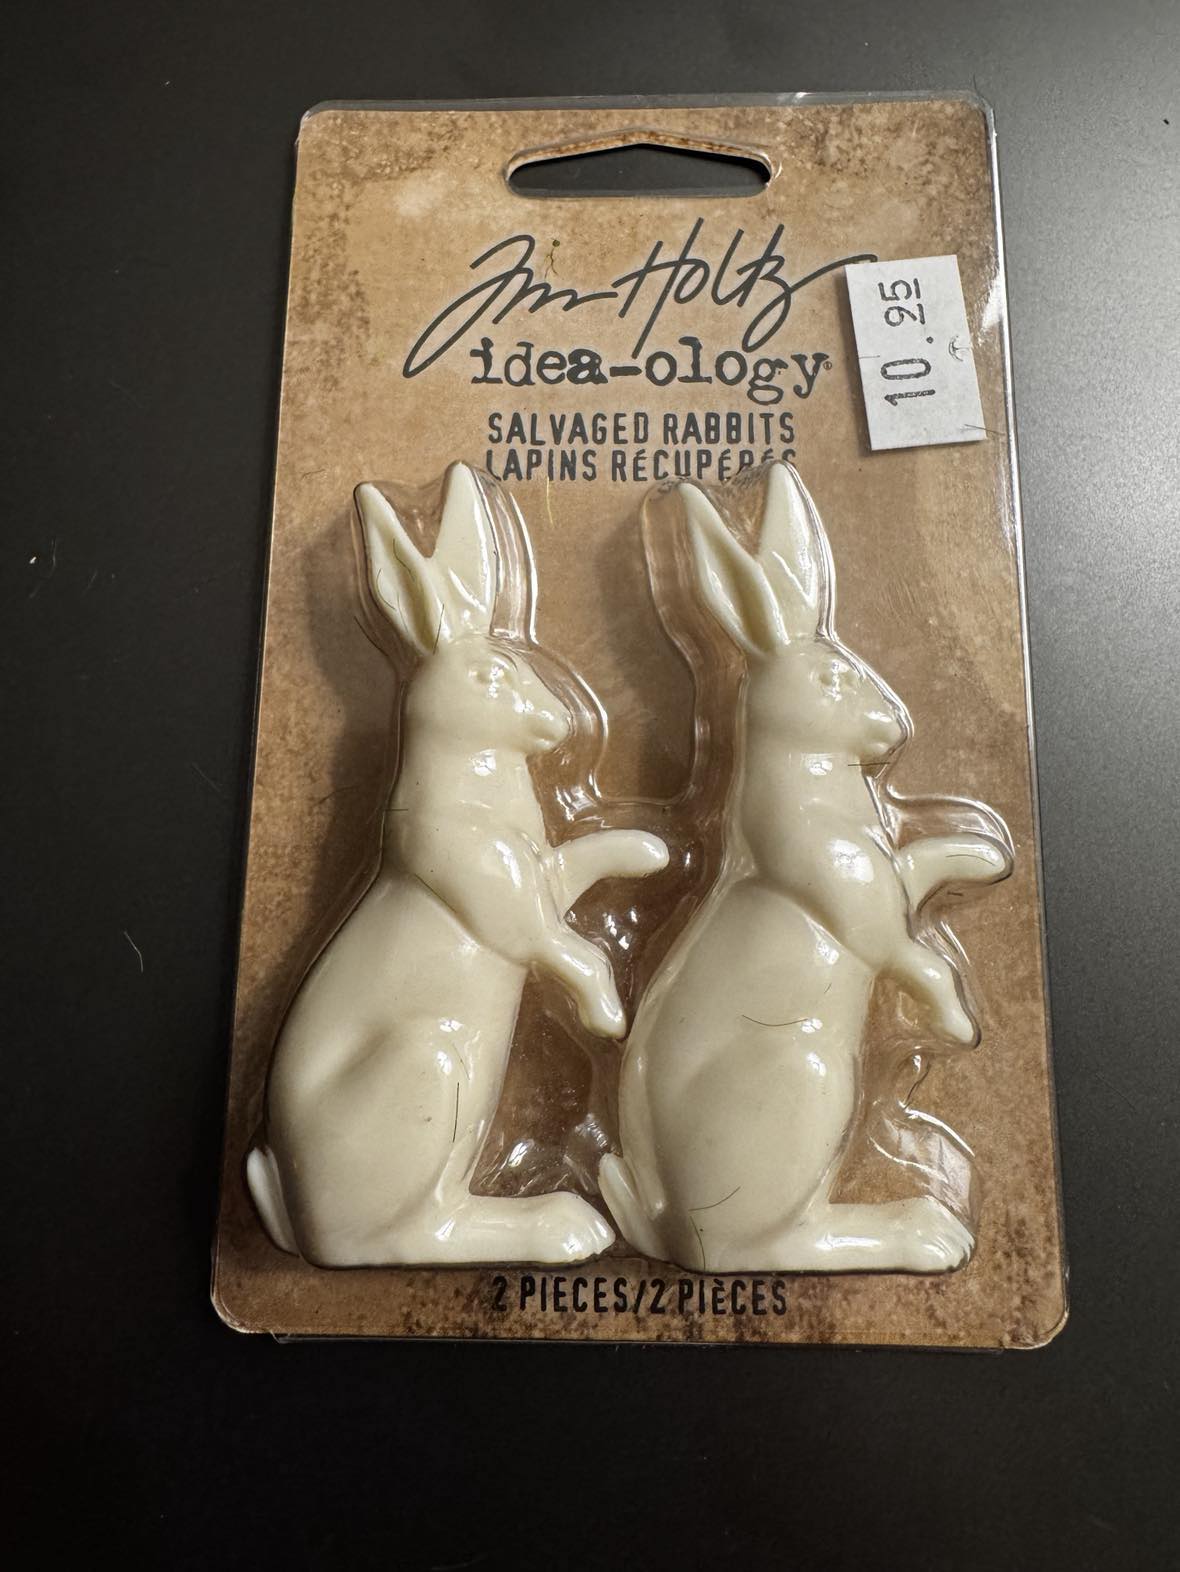 Tim Holtz
idea-ology®
10.95
SALVAGED RABBITS
LAPINS RÉCUPÉRÉS
2 PIECES/2 PIÈCES